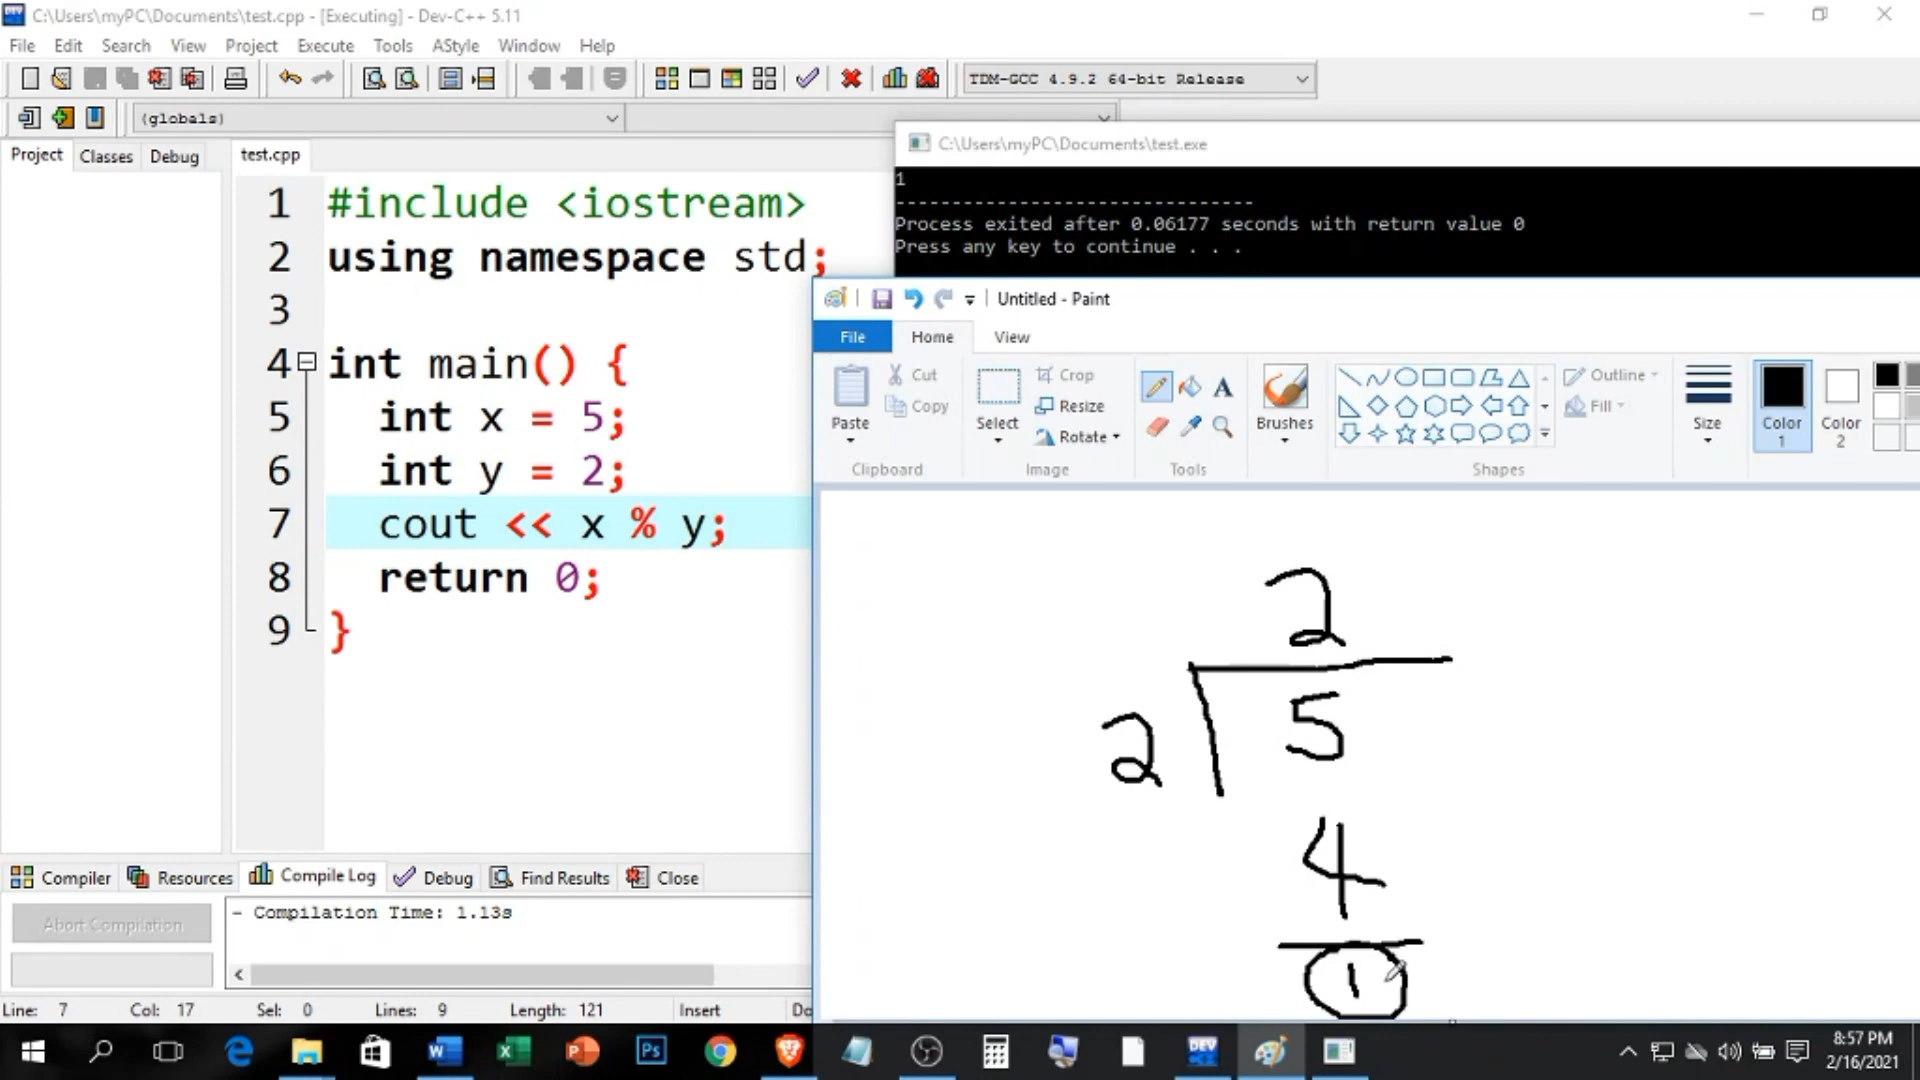 C:\Users\myPC\Documents\test.cpp - [Executing] - Dev-C++ 5.11
File Edit Search View Project Execute Tools AStyle Window Help
TDM-GCC 4.9.2 64-bit Release
(globals)
Project Classes Debug
test.cpp
1 #include <iostream>
2 using namespace std;
3
4 int main() {
5 int x = 5;
6 int y = 2;
7 cout << x % y;
8 return 0;
9 }
C:\Users\myPC\Documents\test.exe
1
--------------------------------
Process exited after 0.06177 seconds with return value 0
Press any key to continue . . .
Untitled - Paint
File Home View
Paste
Cut
Copy
Clipboard
Select
Crop
Resize
Rotate
Image
A
Tools
Brushes
Outline
Fill
Shapes
Size
Color 1
Color 2
2
2 5
4
1
Compiler Resources Compile Log Debug Find Results Close
Abort Compilation
- Compilation Time: 1.13s
Line: 7 Col: 17 Sel: 0 Lines: 9 Length: 121 Insert Do
Ps
DEV
8:57 PM
2/16/2021